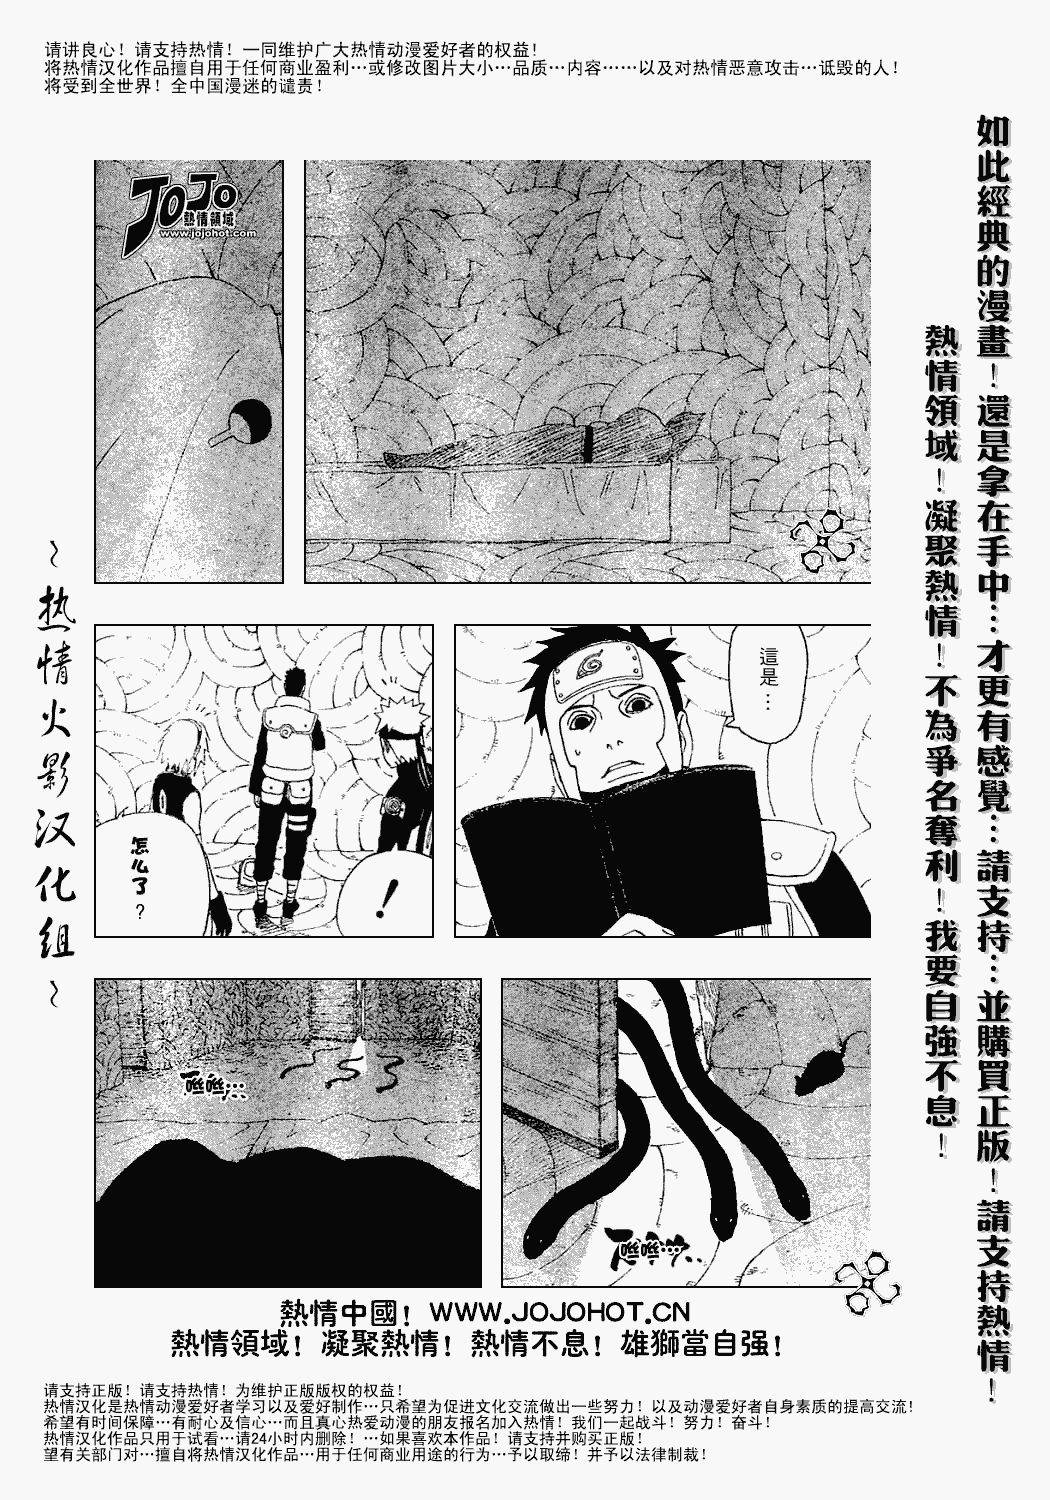 请讲良心！请支持热情！一同维护广大热情动漫爱好者的权益！
将热情汉化作品擅自用于任何商业盈利…或修改图片大小…品质…内容……以及对热情恶意攻击…诋毁的人！
将受到全世界！全中国漫迷的谴责！
如此經典的漫畫！還是拿在手中…才更有感覺…請支持…並購買正版！請支持熱情！
熱情領域！凝聚熱情！不為爭名奪利！我要自強不息！
JOJO
熱情領域
www.jojohot.com
這是…
怎么了？
！
咝咝…
咝咝…
～热情火影汉化组～
熱情中國！WWW.JOJOHOT.CN
熱情領域！凝聚熱情！熱情不息！雄獅當自强！
请支持正版！请支持热情！为维护正版版权的权益！
热情汉化是热情动漫爱好者学习以及爱好制作…只希望为促进文化交流做出一些努力！以及动漫爱好者自身素质的提高交流！
希望有时间保障…有耐心及信心…而且真心热爱动漫的朋友报名加入热情！我们一起战斗！努力！奋斗！
热情汉化作品只用于试看…请24小时内删除！…如果喜欢本作品！请支持并购买正版！
望有关部门对…擅自将热情汉化作品…用于任何商业用途的行为…予以取缔！并予以法律制裁！